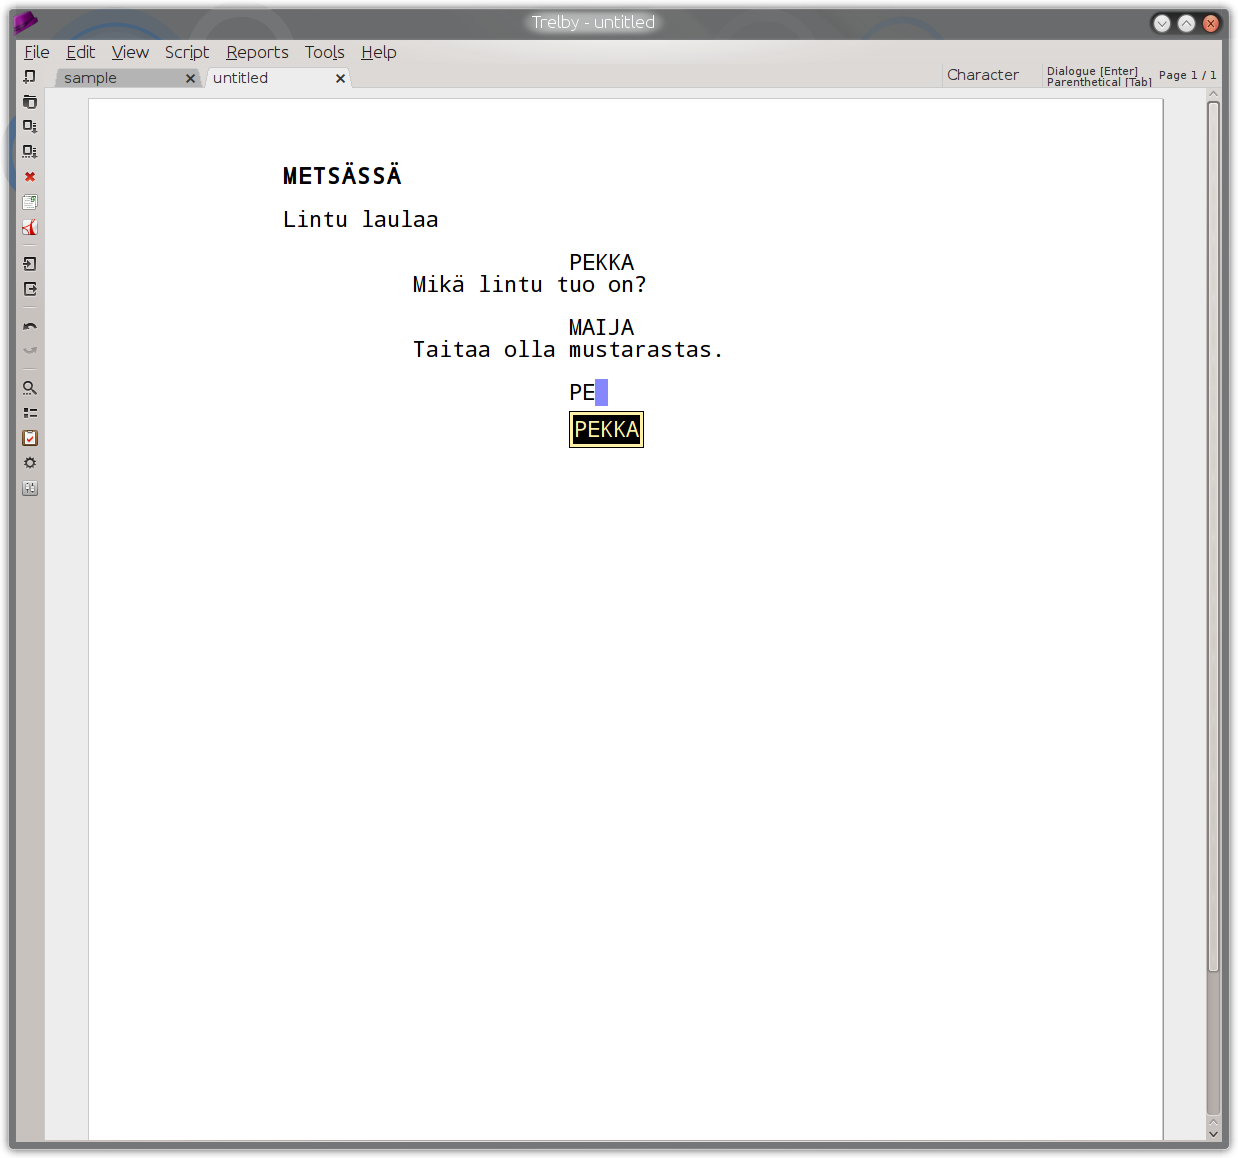 Trelby - untitled
File Edit View Script Reports Tools Help
sample untitled Character Dialogue [Enter] Page 1 / 1
Parenthetical [Tab]
METSÄSSÄ
Lintu laulaa
PEKKA
Mikä lintu tuo on?
MAIJA
Taitaa olla mustarastas.
PE
PEKKA